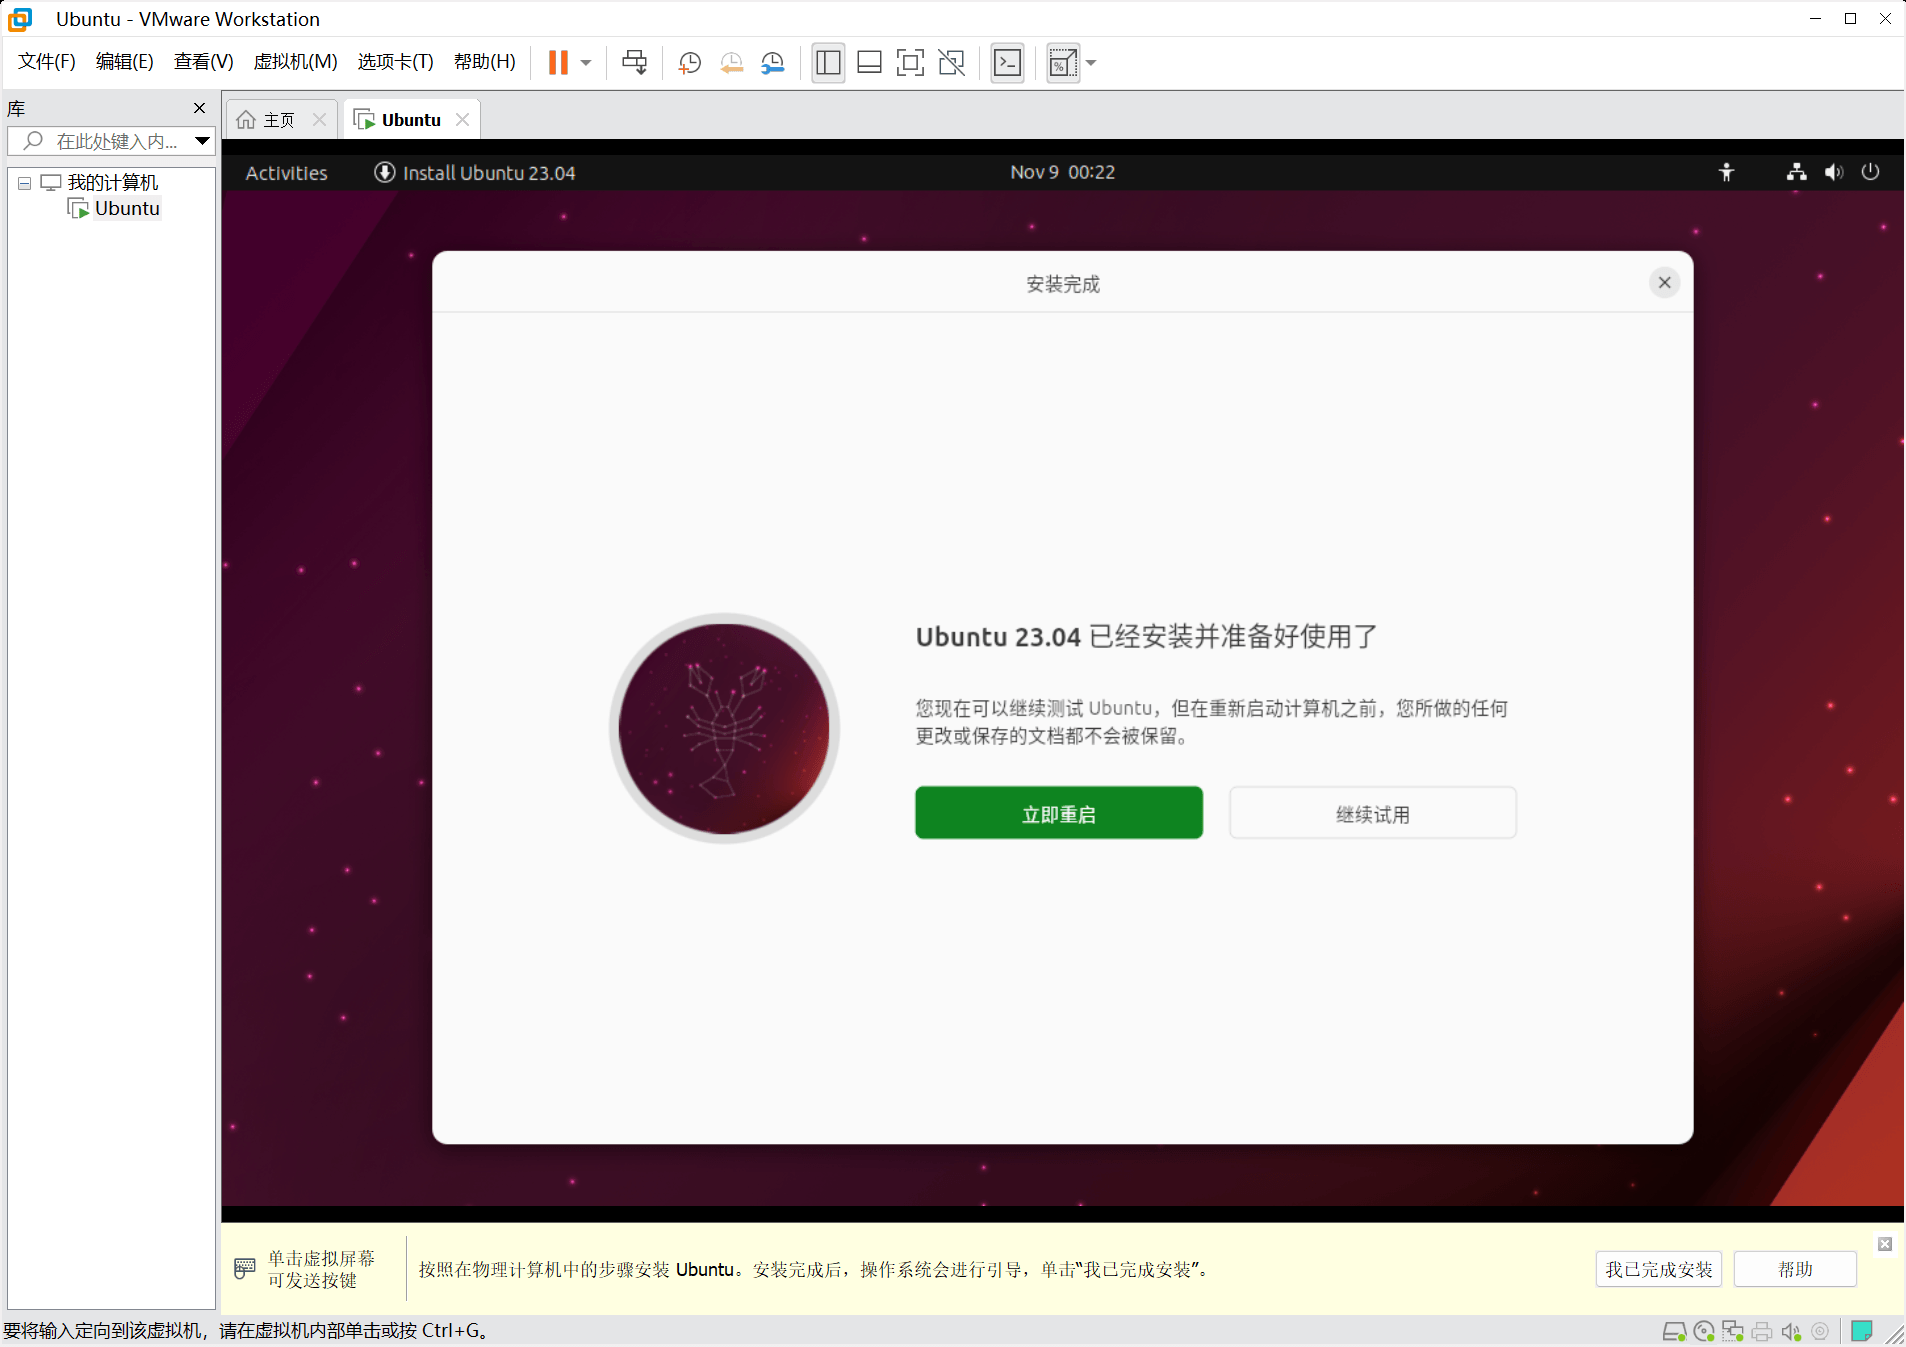 Ubuntu - VMware Workstation
文件(F) 编辑(E) 查看(V) 虚拟机(M) 选项卡(T) 帮助(H)
库
在此处键入内...
我的计算机
Ubuntu
主页
Ubuntu
Activities
Install Ubuntu 23.04
Nov 9 00:22
安装完成
Ubuntu 23.04 已经安装并准备好使用了
您现在可以继续测试 Ubuntu，但在重新启动计算机之前，您所做的任何
更改或保存的文档都不会被保留。
立即重启
继续试用
单击虚拟屏幕
可发送按键
按照在物理计算机中的步骤安装 Ubuntu。安装完成后，操作系统会进行引导，单击“我已完成安装”。
我已完成安装
帮助
要将输入定向到该虚拟机，请在虚拟机内部单击或按 Ctrl+G。